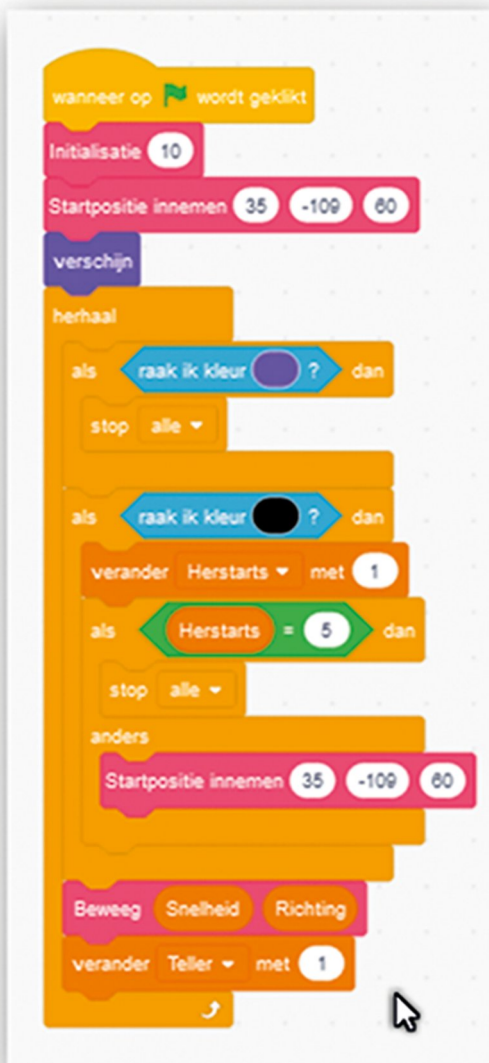 wanneer op wordt geklikt
Initialisatie 10
Startpositie innemen 35 -109 60
verschijn
herhaal
als raak ik kleur ? dan
stop alle
als raak ik kleur ? dan
verander Herstarts met 1
als Herstarts = 5 dan
stop alle
anders
Startpositie innemen 35 -109 60
Beweeg Snelheid Richting
verander Teller met 1